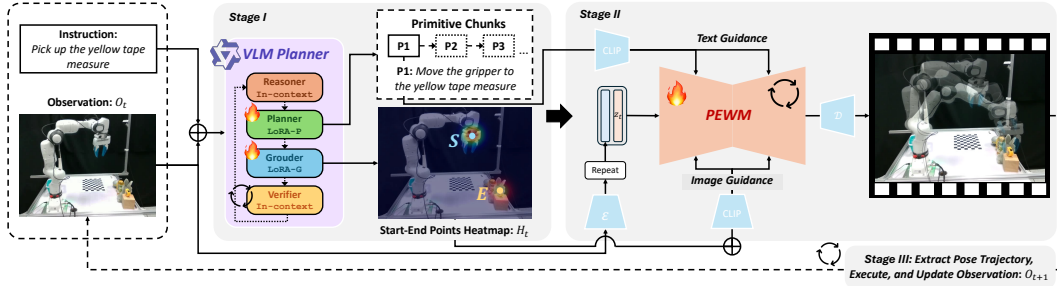 Instruction:
Pick up the yellow tape
measure
Observation: O_t
Stage I
VLM Planner
Reasoner
In-context
Planner
LoRA-P
Grouder
LoRA-G
Verifier
In-context
Primitive Chunks
P1
P2
P3
...
P1: Move the gripper to
the yellow tape measure
S
E
Start-End Points Heatmap: H_t
Stage II
CLIP
Text Guidance
z_t
Repeat
ℰ
PEWM
Image Guidance
CLIP
𝒟
Stage III: Extract Pose Trajectory,
Execute, and Update Observation: O_{t+1}